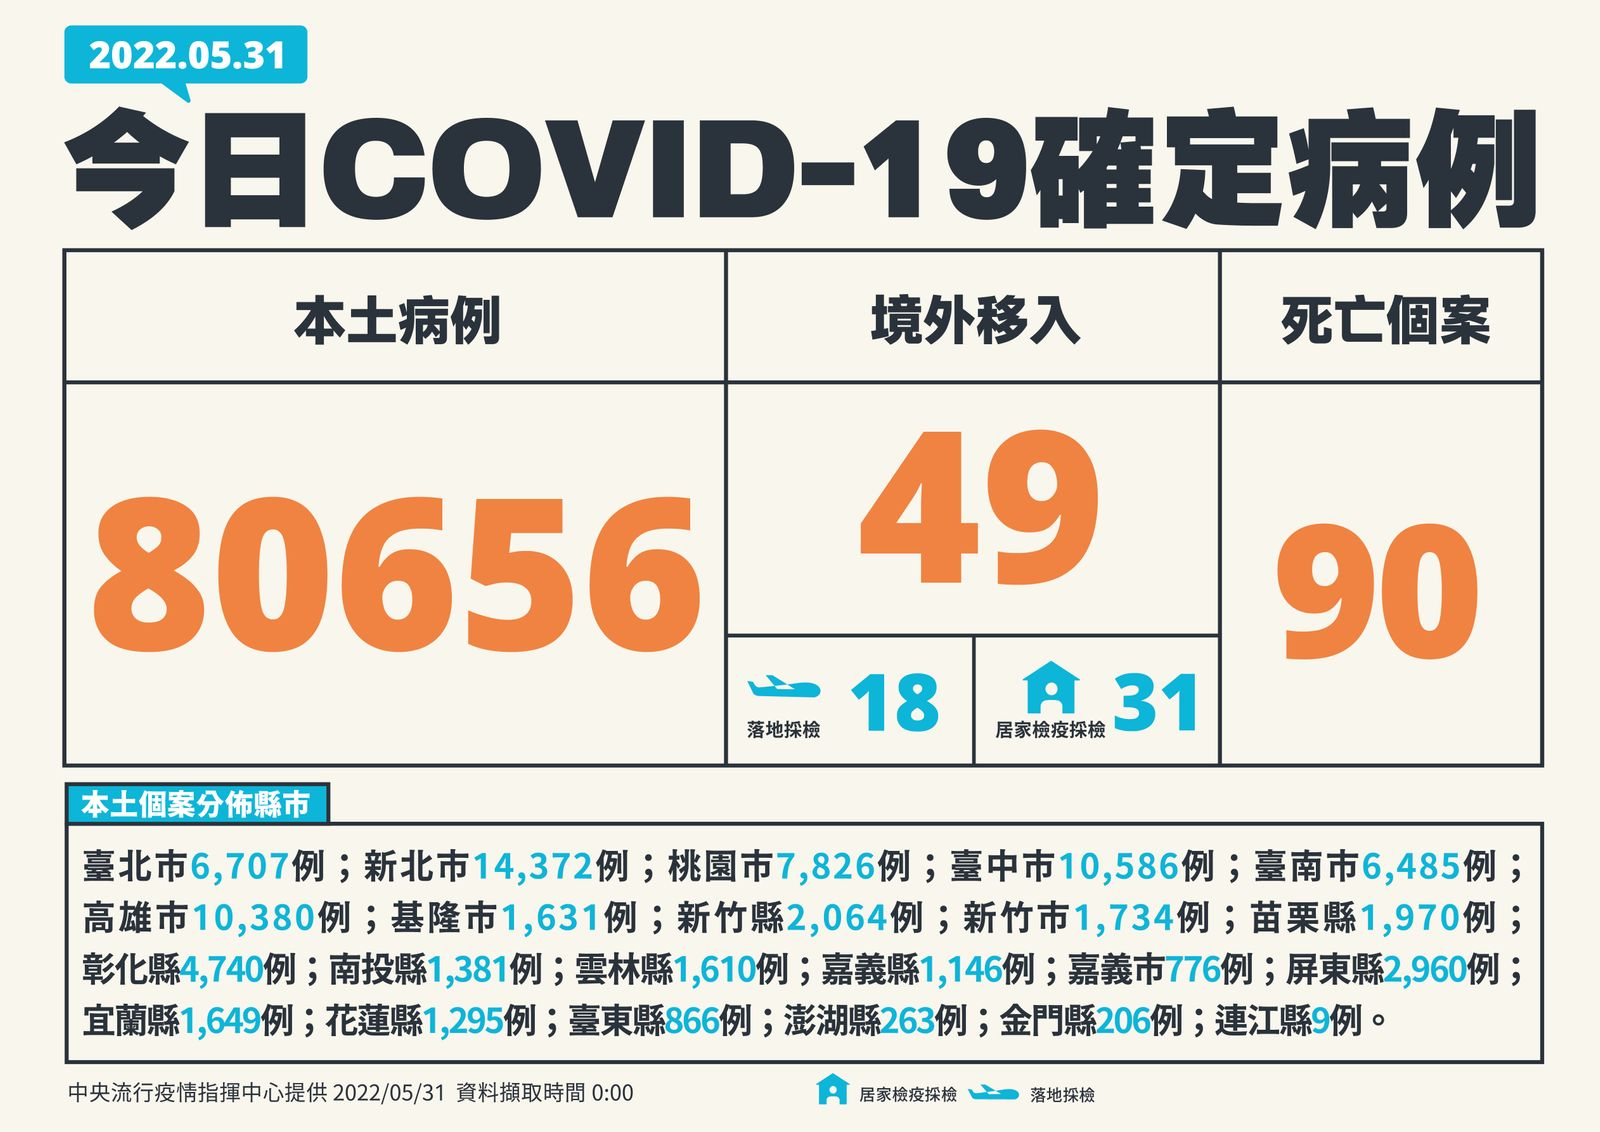 2022.05.31
今日COVID-19確定病例
本土病例
境外移入
死亡個案
80656
49
90
落地採檢 18
居家檢疫採檢 31
本土個案分佈縣市
臺北市6,707例；新北市14,372例；桃園市7,826例；臺中市10,586例；臺南市6,485例；
高雄市10,380例；基隆市1,631例；新竹縣2,064例；新竹市1,734例；苗栗縣1,970例；
彰化縣4,740例；南投縣1,381例；雲林縣1,610例；嘉義縣1,146例；嘉義市776例；屏東縣2,960例；
宜蘭縣1,649例；花蓮縣1,295例；臺東縣866例；澎湖縣263例；金門縣206例；連江縣9例。
中央流行疫情指揮中心提供 2022/05/31 資料擷取時間 0:00
居家檢疫採檢 落地採檢